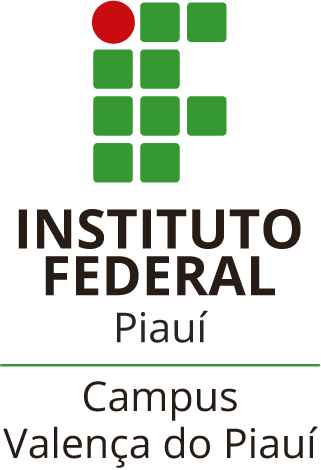 INSTITUTO
FEDERAL
Piauí
Campus
Valença do Piauí